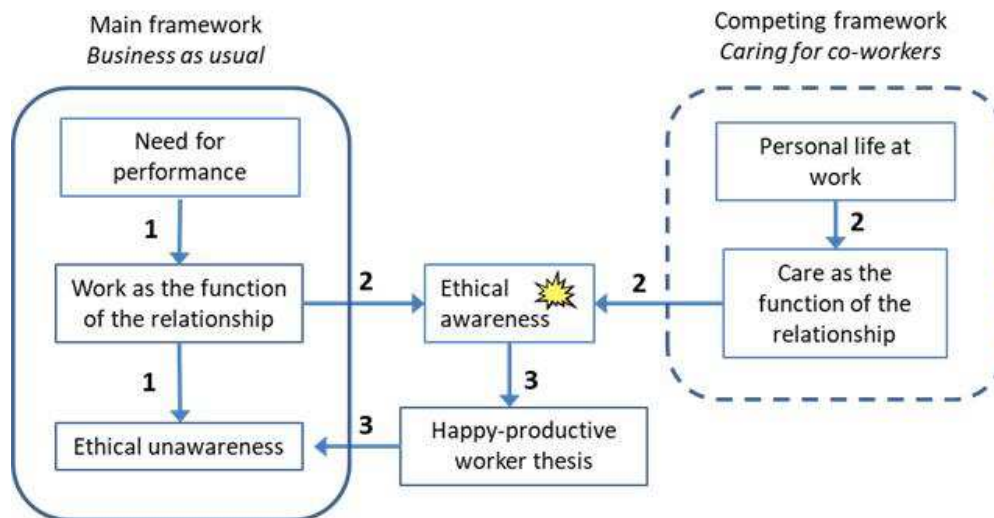 Main framework
Business as usual
Competing framework
Caring for co-workers
Need for
performance
1
Work as the function
of the relationship
1
Ethical unawareness
2
Ethical
awareness
2
3
Happy-productive
worker thesis
3
Personal life at
work
2
Care as the
function of the
relationship